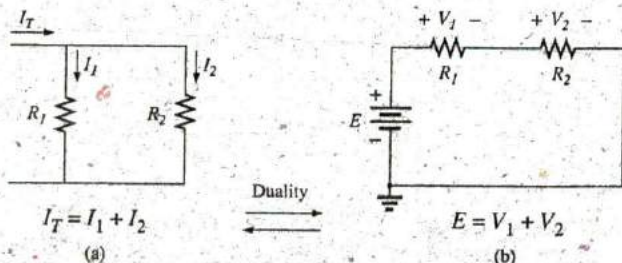 I_T
I_1
I_2
R_1
R_2
I_T = I_1 + I_2
(a)
Duality
+ V_1 -
+ V_2 -
R_1
R_2
+
E
-
E = V_1 + V_2
(b)